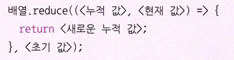 배열.reduce((<누적 값>, <현재 값>) => {
return <새로운 누적 값>;
}, <초기 값>);